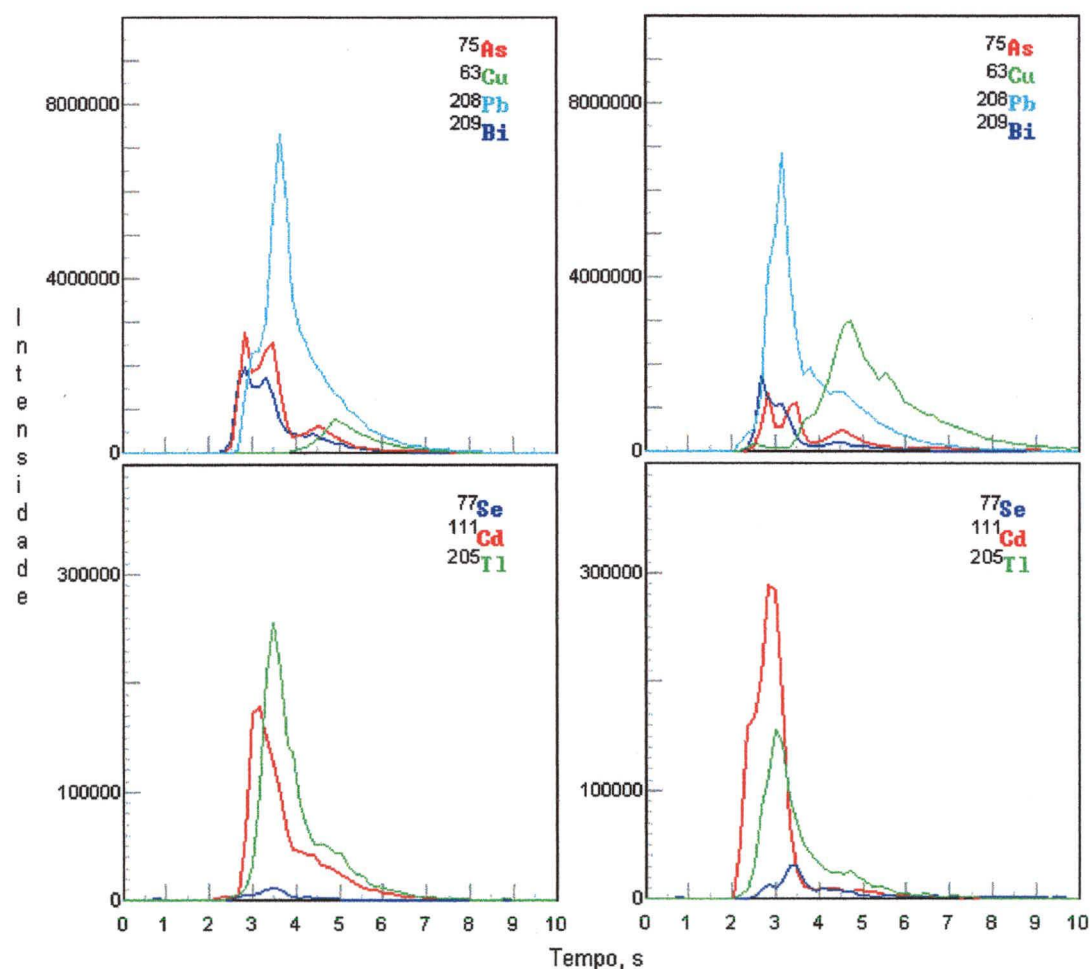 75As
63Cu
208Pb
209Bi
8000000
4000000
0
75As
63Cu
208Pb
209Bi
8000000
4000000
0
Intensidade
77Se
111Cd
205Tl
300000
100000
0
0 1 2 3 4 5 6 7 8 9 10
77Se
111Cd
205Tl
300000
100000
0
0 1 2 3 4 5 6 7 8 9 10
Tempo, s